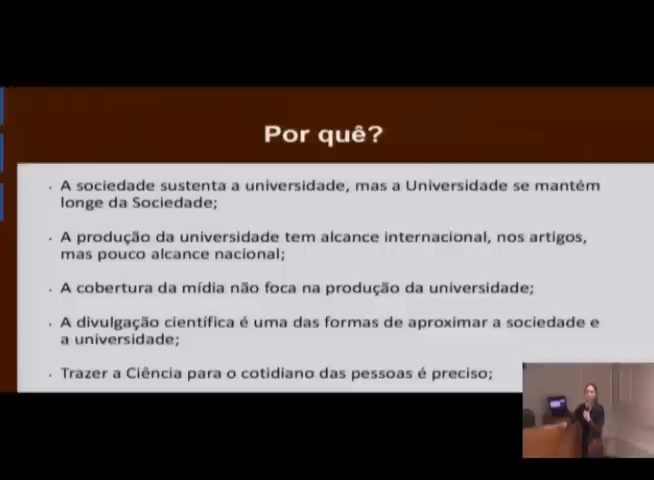 Por quê?
· A sociedade sustenta a universidade, mas a Universidade se mantém
longe da Sociedade;
· A produção da universidade tem alcance internacional, nos artigos,
mas pouco alcance nacional;
· A cobertura da mídia não foca na produção da universidade;
· A divulgação científica é uma das formas de aproximar a sociedade e
a universidade;
· Trazer a Ciência para o cotidiano das pessoas é preciso;